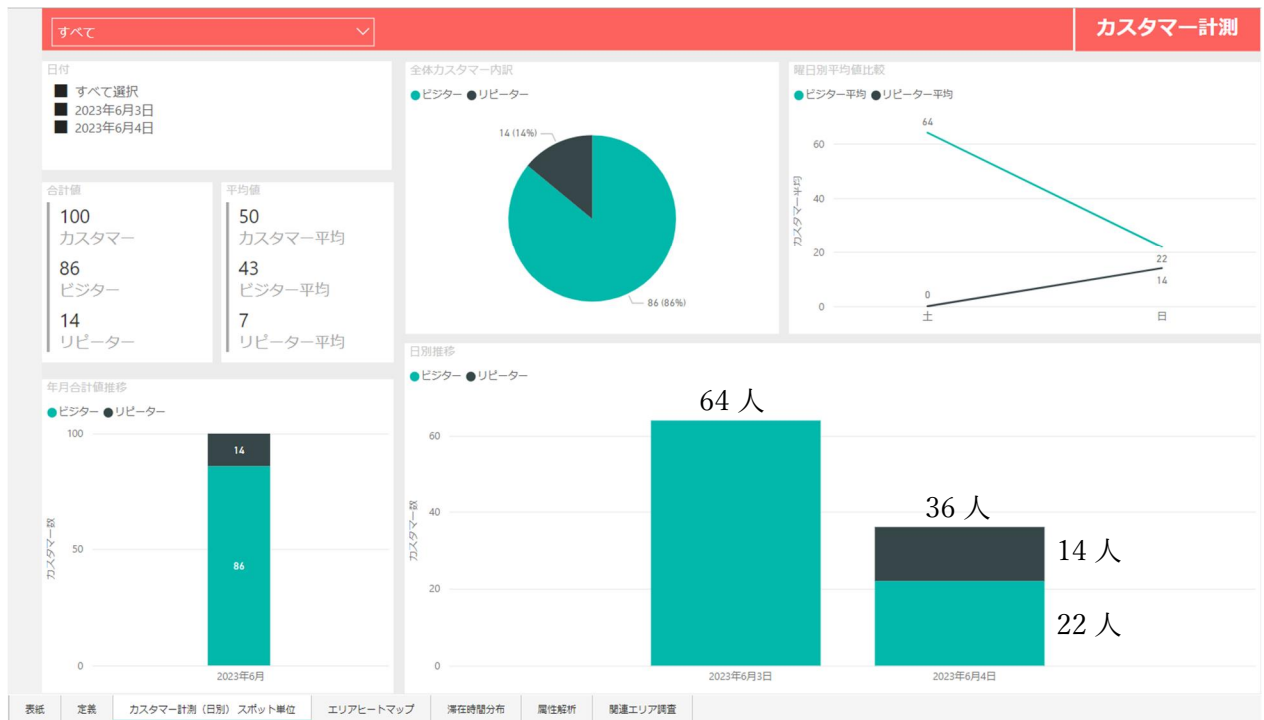 すべて
カスタマー計測
日付
すべて選択
2023年6月3日
2023年6月4日
合計値
100
カスタマー
86
ビジター
14
リピーター
平均値
50
カスタマー平均
43
ビジター平均
7
リピーター平均
全体カスタマー内訳
ビジター リピーター
14 (14%)
86 (86%)
曜日別平均値比較
ビジター平均 リピーター平均
カスタマー平均
60
40
20
0
64
22
0
14
土
日
年月合計値推移
ビジター リピーター
カスタマー数
100
50
0
14
86
2023年6月
日別推移
ビジター リピーター
カスタマー数
60
40
20
0
64 人
36 人
14 人
22 人
2023年6月3日
2023年6月4日
表紙 定義 カスタマー計測（日別）スポット単位 エリアヒートマップ 滞在時間分布 属性解析 関連エリア調査